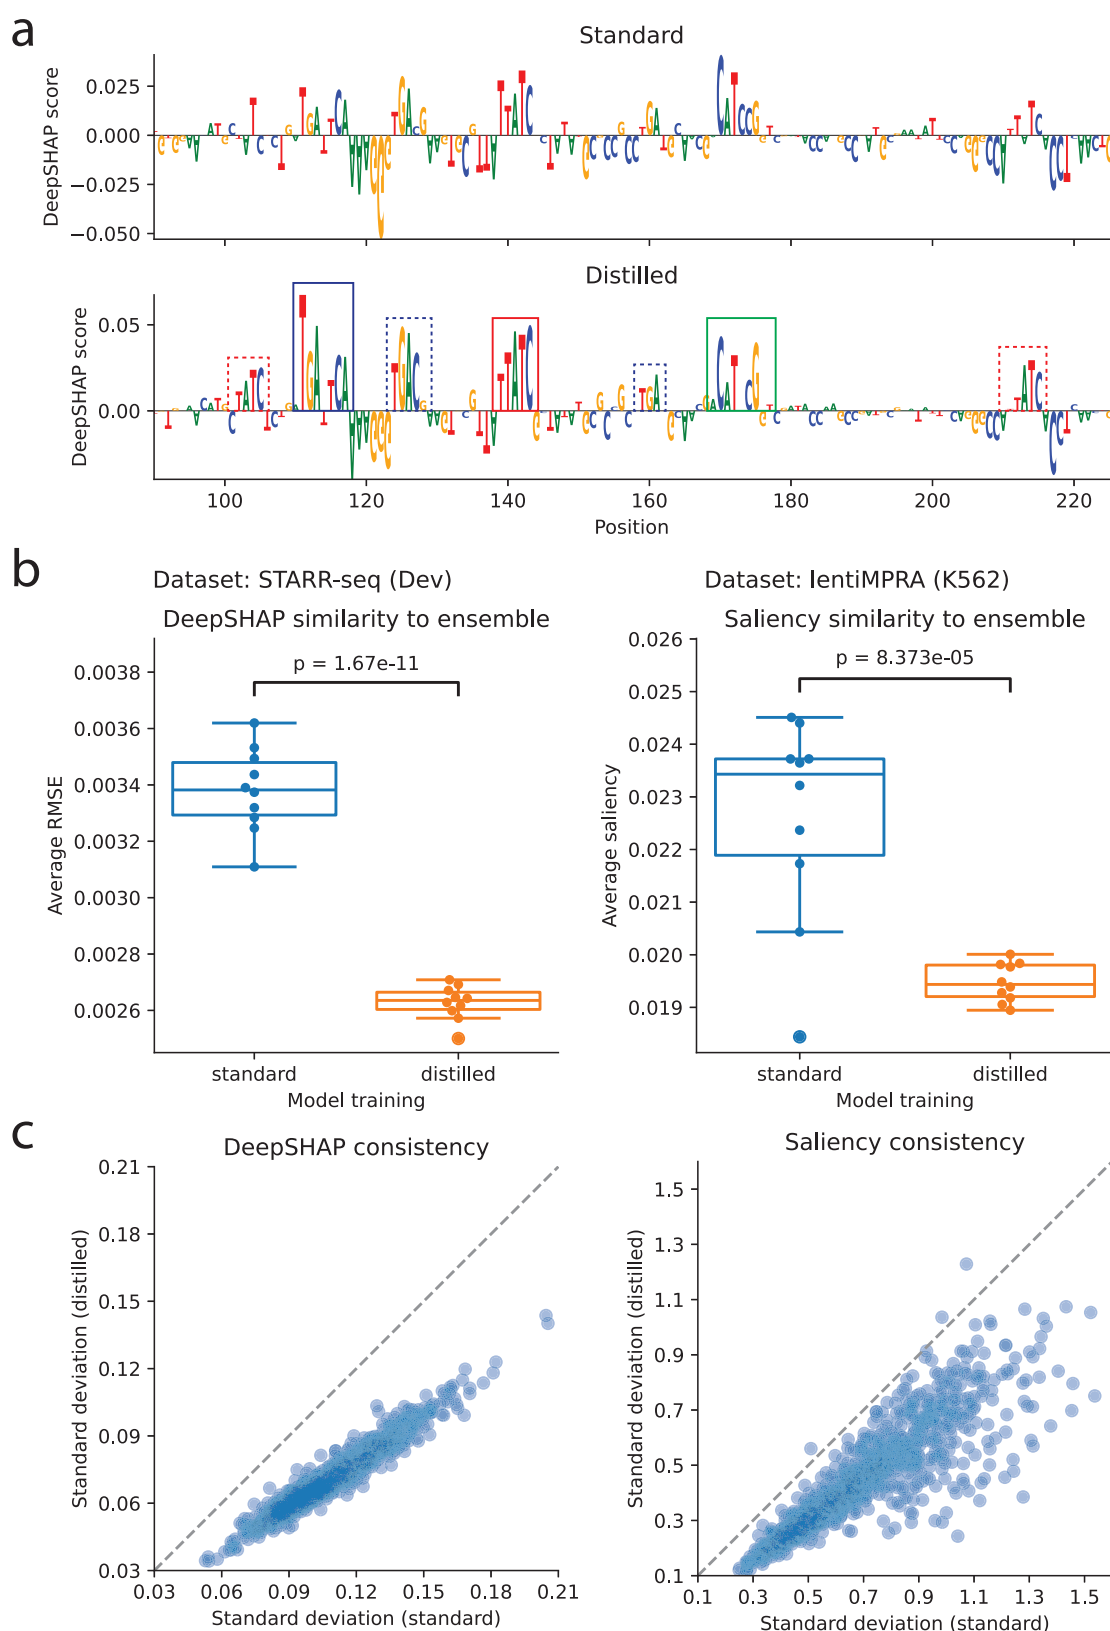 a
Standard
DeepSHAP score
0.025
0.000
−0.025
−0.050
Distilled
DeepSHAP score
0.05
0.00
100 120 140 160 180 200 220
Position
b
Dataset: STARR-seq (Dev)
DeepSHAP similarity to ensemble
p = 1.67e-11
Average RMSE
0.0038
0.0036
0.0034
0.0032
0.0030
0.0028
0.0026
standard distilled
Model training
Dataset: lentiMPRA (K562)
Saliency similarity to ensemble
p = 8.373e-05
Average saliency
0.026
0.025
0.024
0.023
0.022
0.021
0.020
0.019
standard distilled
Model training
c
DeepSHAP consistency
Standard deviation (distilled)
0.21
0.18
0.15
0.12
0.09
0.06
0.03
0.03 0.06 0.09 0.12 0.15 0.18 0.21
Standard deviation (standard)
Saliency consistency
Standard deviation (distilled)
1.5
1.3
1.1
0.9
0.7
0.5
0.3
0.1
0.1 0.3 0.5 0.7 0.9 1.1 1.3 1.5
Standard deviation (standard)